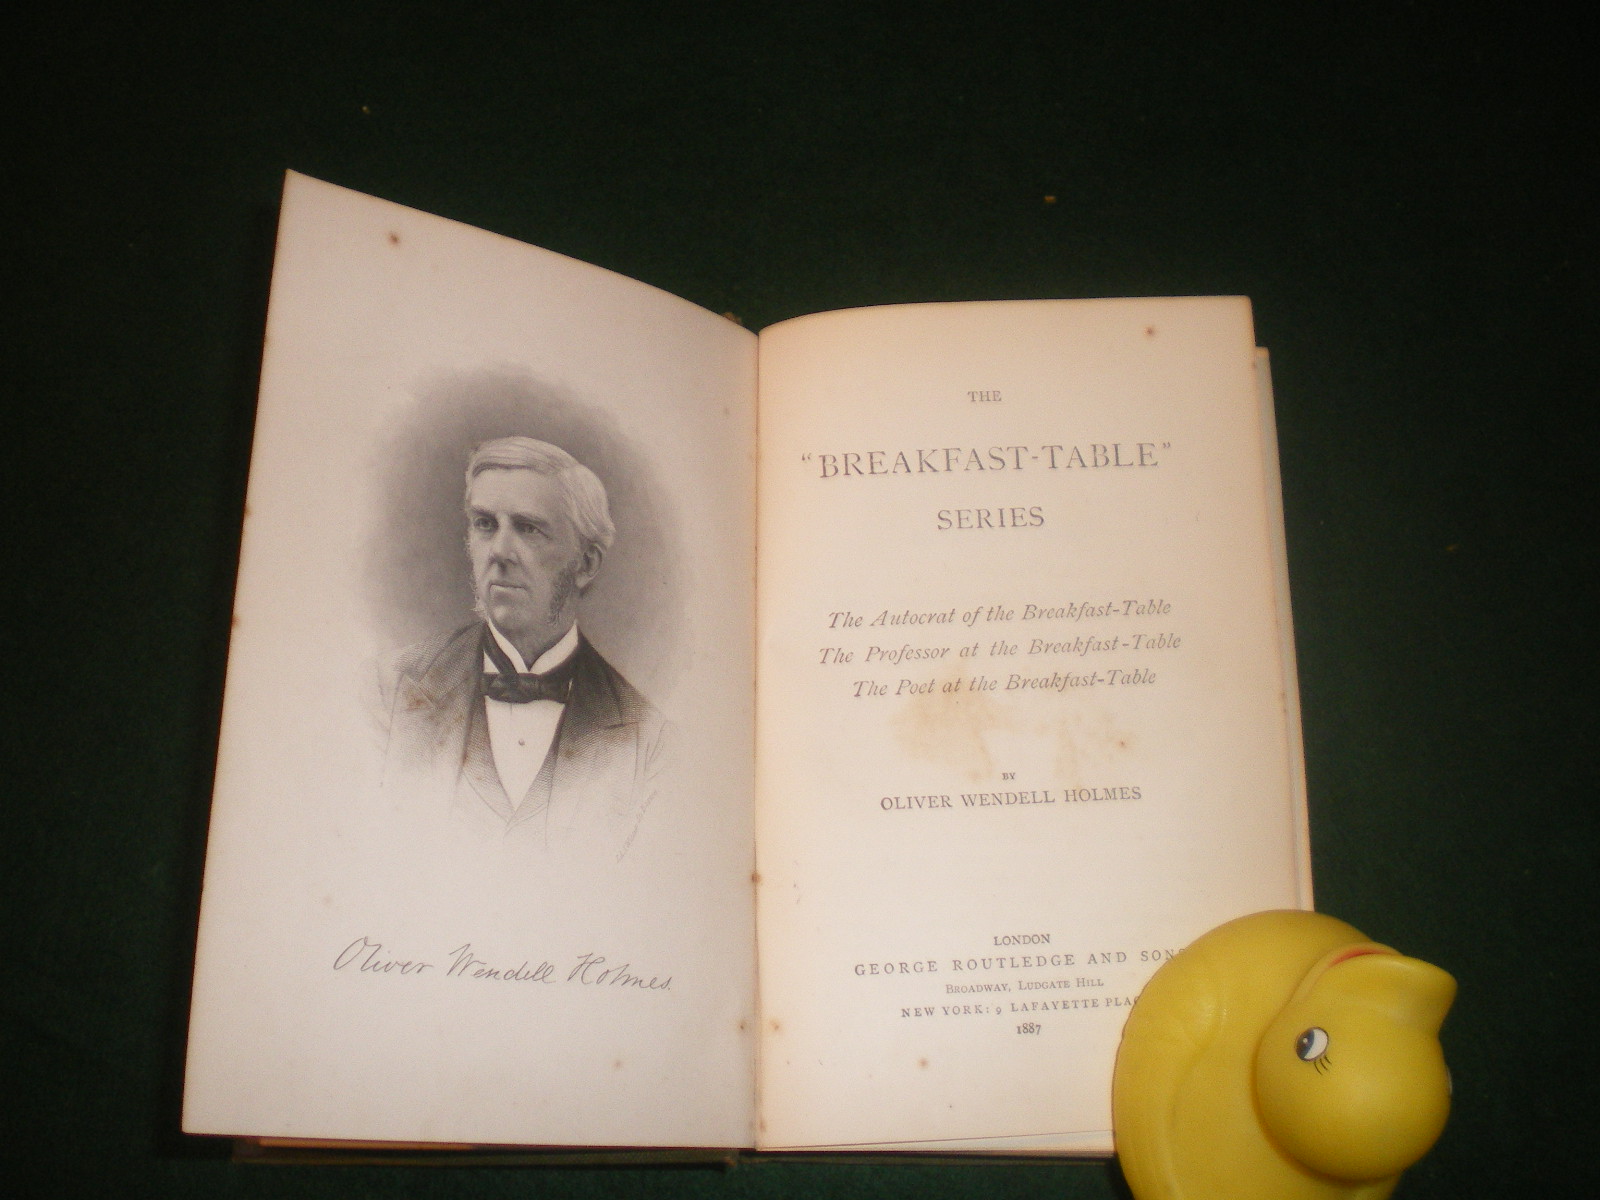 Oliver Wendell Holmes.
THE
"BREAKFAST-TABLE"
SERIES
The Autocrat of the Breakfast-Table
The Professor at the Breakfast-Table
The Poet at the Breakfast-Table
BY
OLIVER WENDELL HOLMES
LONDON
GEORGE ROUTLEDGE AND SONS
BROADWAY, LUDGATE HILL
NEW YORK: 9 LAFAYETTE PLAC
1887